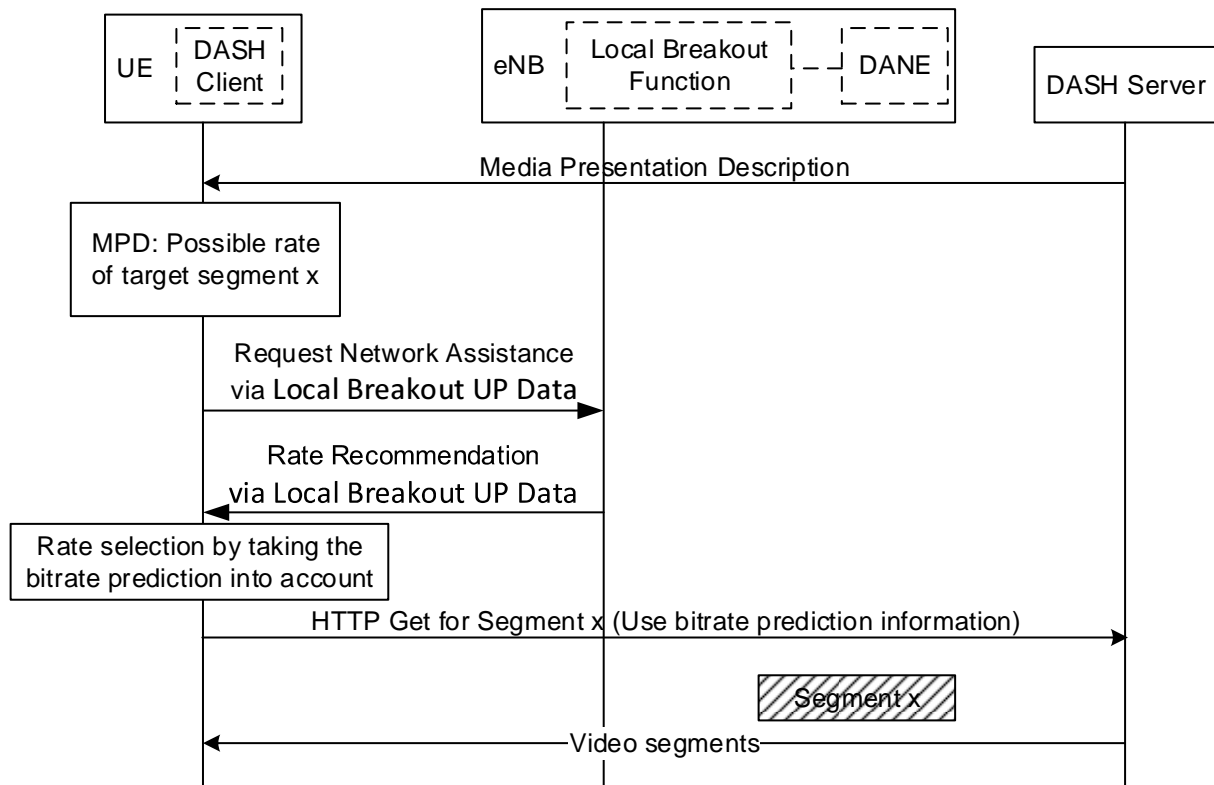 UE
DASH
Client
eNB
Local Breakout
Function
DANE
DASH Server
Media Presentation Description
MPD: Possible rate
of target segment x
Request Network Assistance
via Local Breakout UP Data
Rate Recommendation
via Local Breakout UP Data
Rate selection by taking the
bitrate prediction into account
HTTP Get for Segment x (Use bitrate prediction information)
Segment x
Video segments